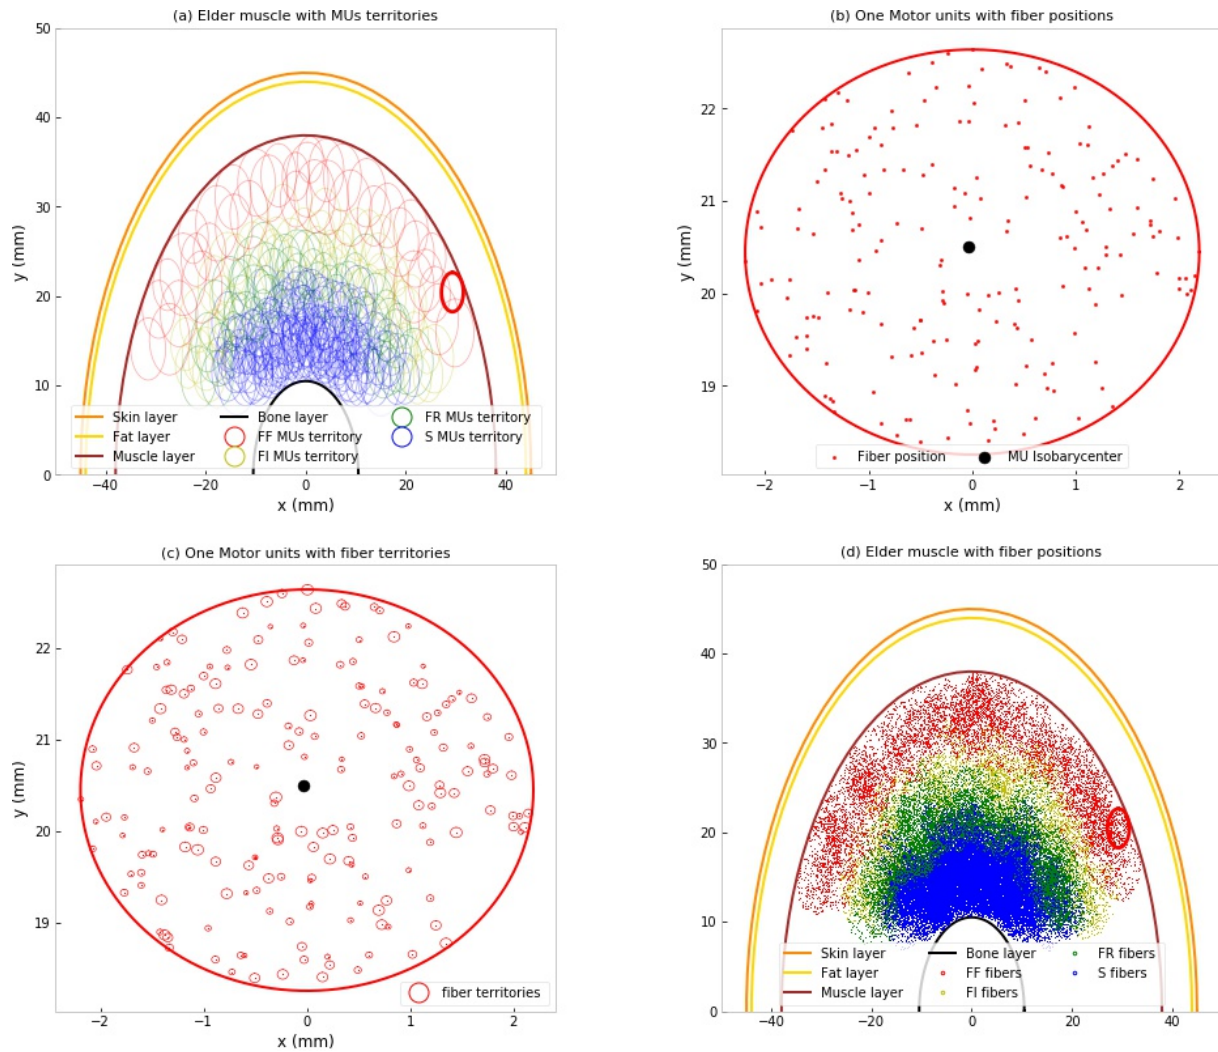 (a) Elder muscle with MUs territories
50
40
30
20
10
0
y (mm)
−40 −20 0 20 40
x (mm)
Skin layer Bone layer FR MUs territory
Fat layer FF MUs territory S MUs territory
Muscle layer FI MUs territory
(b) One Motor units with fiber positions
22
21
20
19
y (mm)
Fiber position MU Isobarycenter
−2 −1 0 1 2
x (mm)
(c) One Motor units with fiber territories
22
21
20
19
y (mm)
fiber territories
−2 −1 0 1 2
x (mm)
(d) Elder muscle with fiber positions
50
40
30
20
10
0
y (mm)
Skin layer Bone layer FR fibers
Fat layer FF fibers S fibers
Muscle layer FI fibers
−40 −20 0 20 40
x (mm)